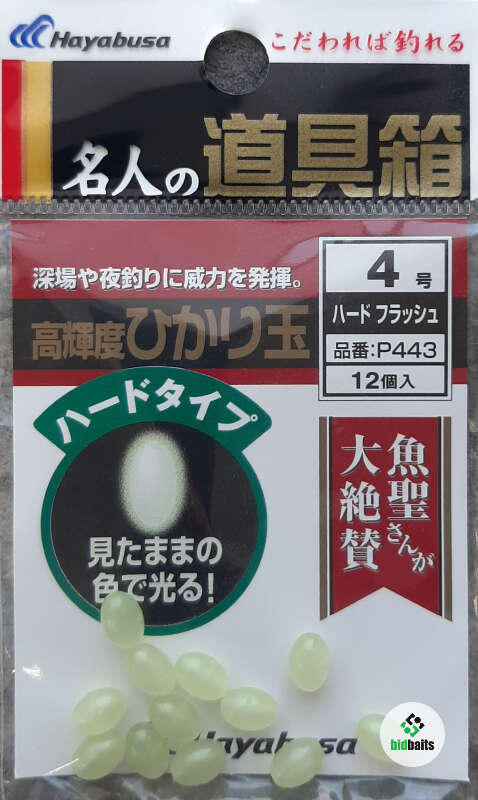 Hayabusa
こだわれば釣れる
名人の道具箱
深場や夜釣りに威力を発揮。
高輝度ひかり玉
4号
ハード フラッシュ
品番:P443
12個入
ハードタイプ
見たままの
色で光る!
魚聖さんが
大絶賛
Hayabusa
bidbaits